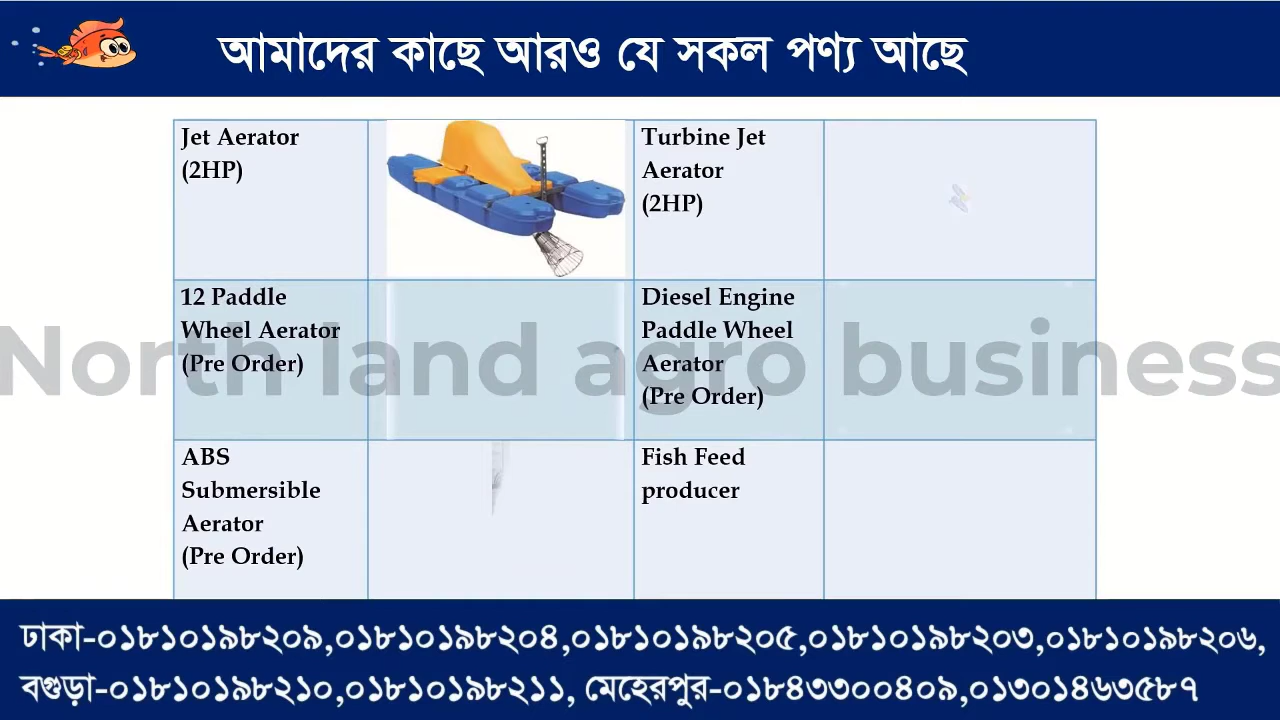 আমাদের কাছে আরও যে সকল পণ্য আছে
Jet Aerator
(2HP)
Turbine Jet
Aerator
(2HP)
12 Paddle
Wheel Aerator
(Pre Order)
Diesel Engine
Paddle Wheel
Aerator
(Pre Order)
North land agro business
ABS
Submersible
Aerator
(Pre Order)
Fish Feed
producer
ঢাকা-০১৮১০১৯৮২০৯,০১৮১০১৯৮২০৪,০১৮১০১৯৮২০৫,০১৮১০১৯৮২০৩,০১৮১০১৯৮২০৬,
বগুড়া-০১৮১০১৯৮২১০,০১৮১০১৯৮২১১, মেহেরপুর-০১৮৪৩৩০০৪০৯,০১৩০১৪৬৩৫৮৭